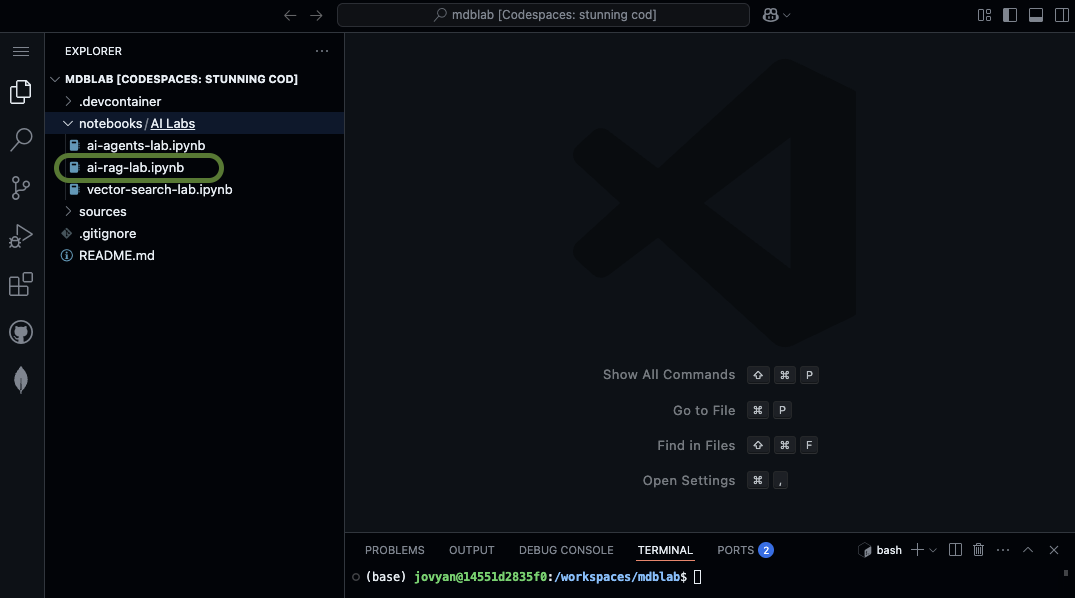 mdblab [Codespaces: stunning cod]
EXPLORER
MDBLAB [CODESPACES: STUNNING COD]
.devcontainer
notebooks / AI Labs
ai-agents-lab.ipynb
ai-rag-lab.ipynb
vector-search-lab.ipynb
sources
.gitignore
README.md
Show All Commands ⇧ ⌘ P
Go to File ⌘ P
Find in Files ⇧ ⌘ F
Open Settings ⌘ ,
PROBLEMS OUTPUT DEBUG CONSOLE TERMINAL PORTS 2 bash
(base) jovyan@14551d2835f0:/workspaces/mdblab$